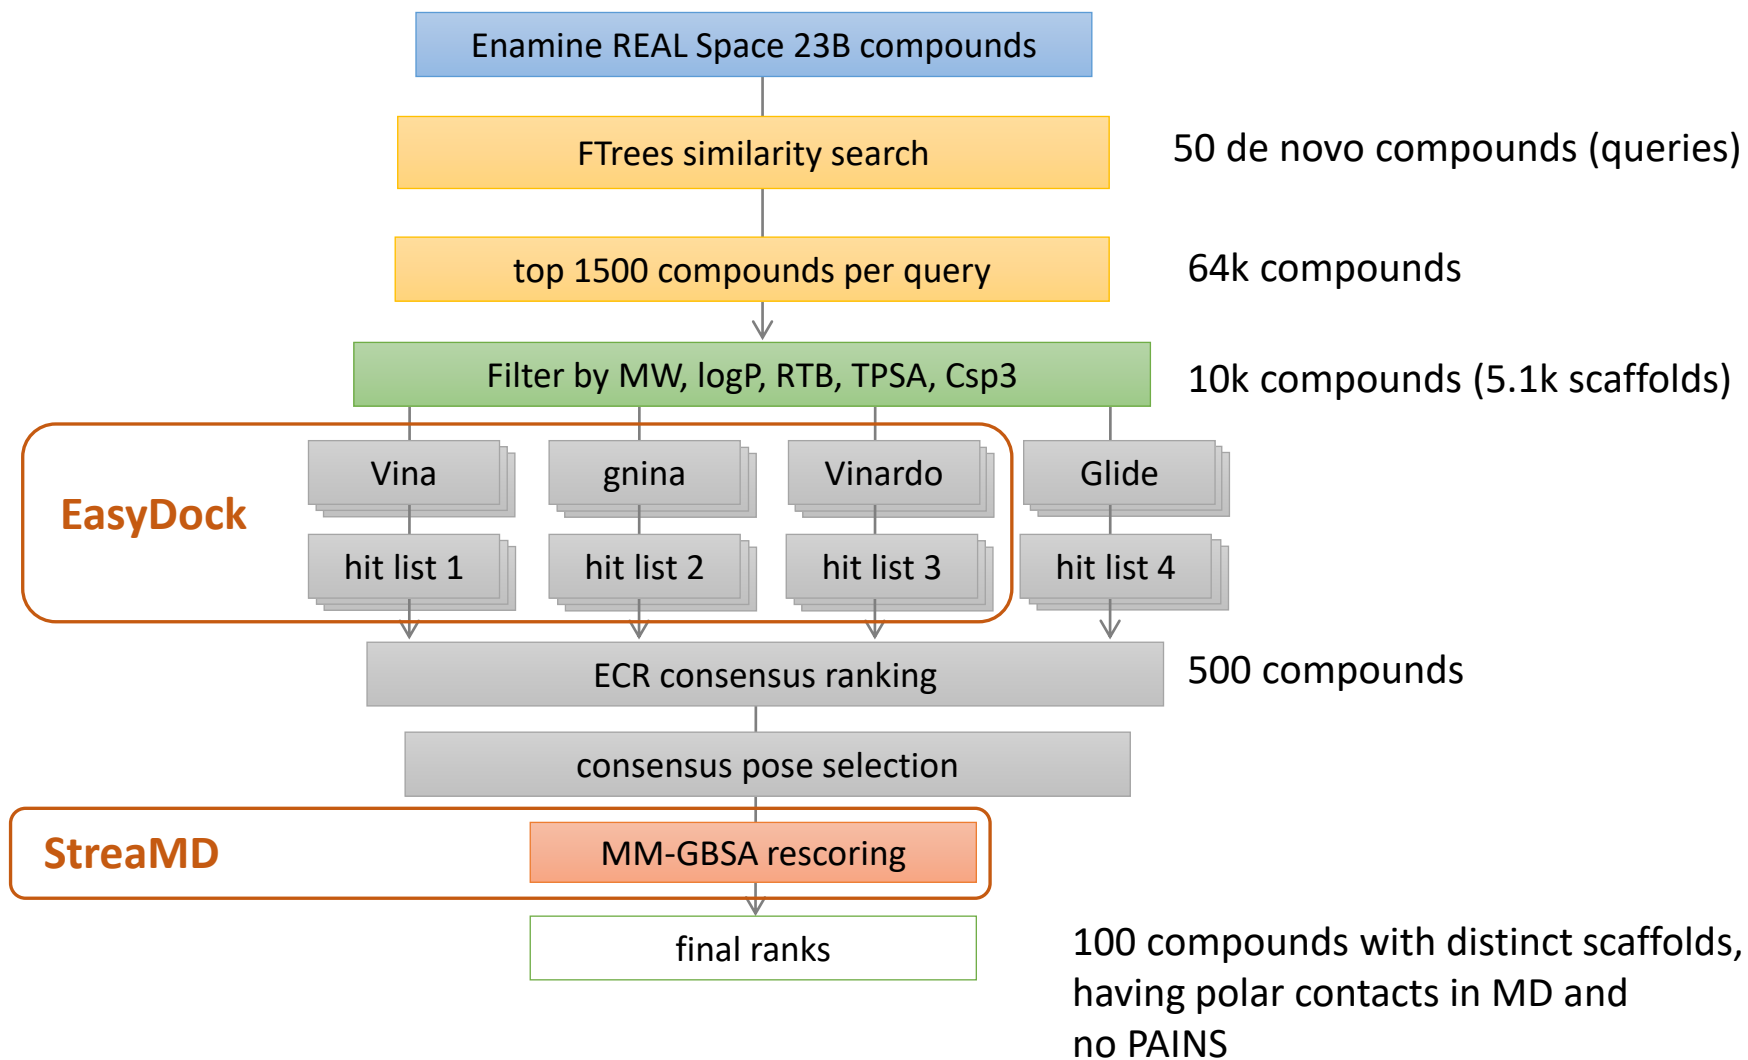 Enamine REAL Space 23B compounds
FTrees similarity search
50 de novo compounds (queries)
top 1500 compounds per query
64k compounds
Filter by MW, logP, RTB, TPSA, Csp3
10k compounds (5.1k scaffolds)
EasyDock
Vina
gnina
Vinardo
Glide
hit list 1
hit list 2
hit list 3
hit list 4
ECR consensus ranking
500 compounds
consensus pose selection
StreaMD
MM-GBSA rescoring
final ranks
100 compounds with distinct scaffolds,
having polar contacts in MD and
no PAINS